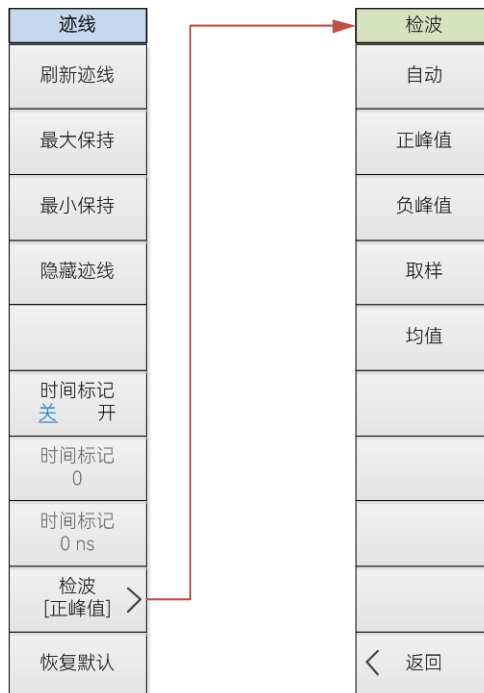 迹线
刷新迹线
最大保持
最小保持
隐藏迹线
时间标记
关 开
时间标记
0
时间标记
0 ns
检波
[正峰值]
恢复默认
检波
自动
正峰值
负峰值
取样
均值
返回